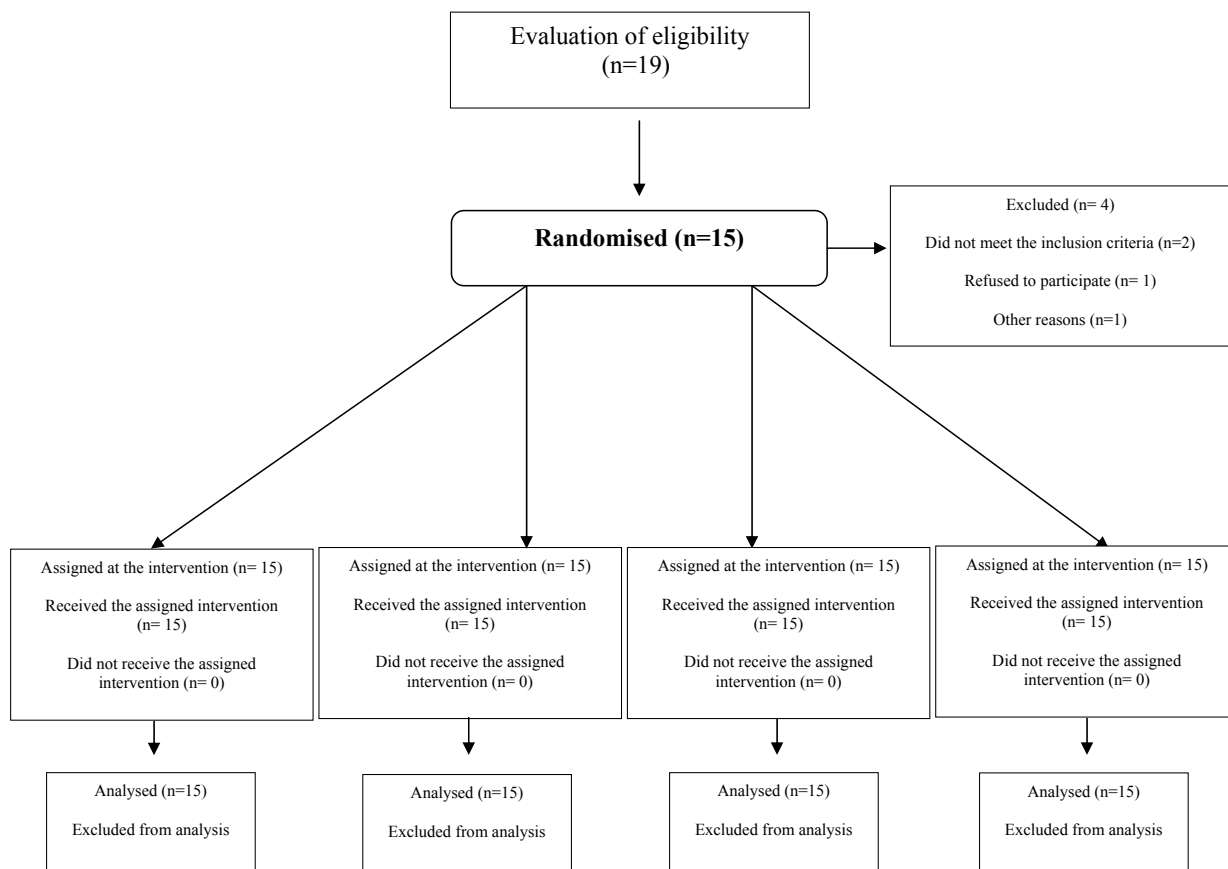 Evaluation of eligibility
(n=19)
Randomised (n=15)
Excluded (n= 4)
Did not meet the inclusion criteria (n=2)
Refused to participate (n= 1)
Other reasons (n=1)
Assigned at the intervention (n= 15)
Received the assigned intervention
(n= 15)
Did not receive the assigned
intervention (n= 0)
Assigned at the intervention (n= 15)
Received the assigned intervention
(n= 15)
Did not receive the assigned
intervention (n= 0)
Assigned at the intervention (n= 15)
Received the assigned intervention
(n= 15)
Did not receive the assigned
intervention (n= 0)
Assigned at the intervention (n= 15)
Received the assigned intervention
(n= 15)
Did not receive the assigned
intervention (n= 0)
Analysed (n=15)
Excluded from analysis
Analysed (n=15)
Excluded from analysis
Analysed (n=15)
Excluded from analysis
Analysed (n=15)
Excluded from analysis